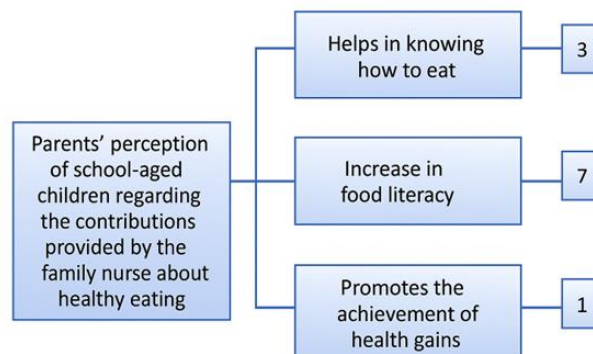 Parents’ perception
of school-aged
children regarding
the contributions
provided by the
family nurse about
healthy eating
Helps in knowing
how to eat
3
Increase in
food literacy
7
Promotes the
achievement of
health gains
1